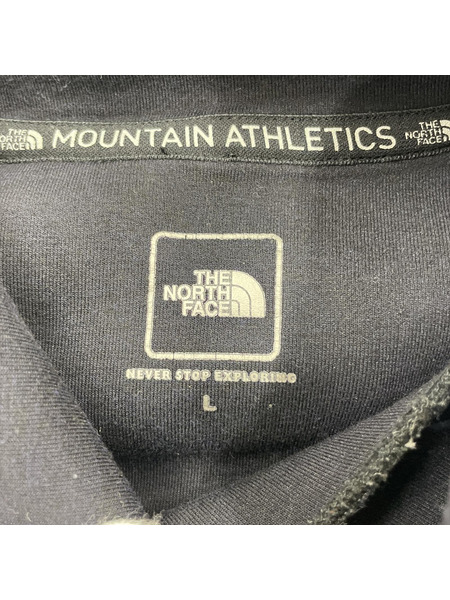 THE NORTH FACE MOUNTAIN ATHLETICS THE NORTH FACE
THE
NORTH
FACE
NEVER STOP EXPLORING
L